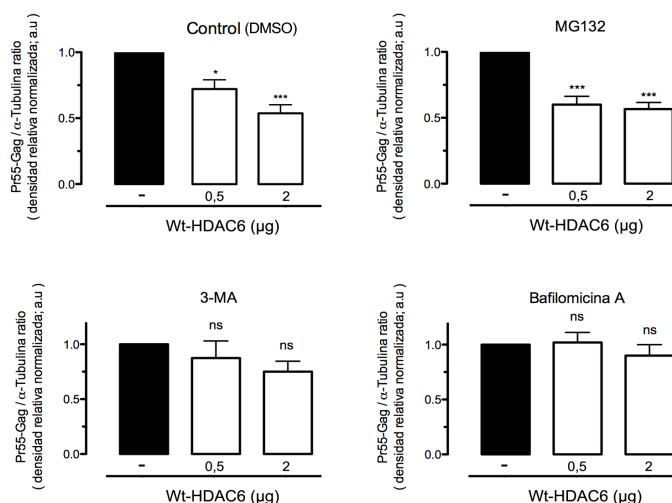 Control (DMSO)
Pr55-Gag / α-Tubulina ratio
( densidad relativa normalizada; a.u )
1.0
0.5
0.0
*
***
-
0,5
2
Wt-HDAC6 (µg)
MG132
Pr55-Gag / α-Tubulina ratio
( densidad relativa normalizada; a.u )
1.0
0.5
0.0
***
***
-
0,5
2
Wt-HDAC6 (µg)
3-MA
Pr55-Gag / α-Tubulina ratio
( densidad relativa normalizada; a.u )
1.0
0.5
0.0
ns
ns
-
0,5
2
Wt-HDAC6 (µg)
Bafilomicina A
Pr55-Gag / α-Tubulina ratio
( densidad relativa normalizada; a.u )
1.0
0.5
0.0
ns
ns
-
0,5
2
Wt-HDAC6 (µg)